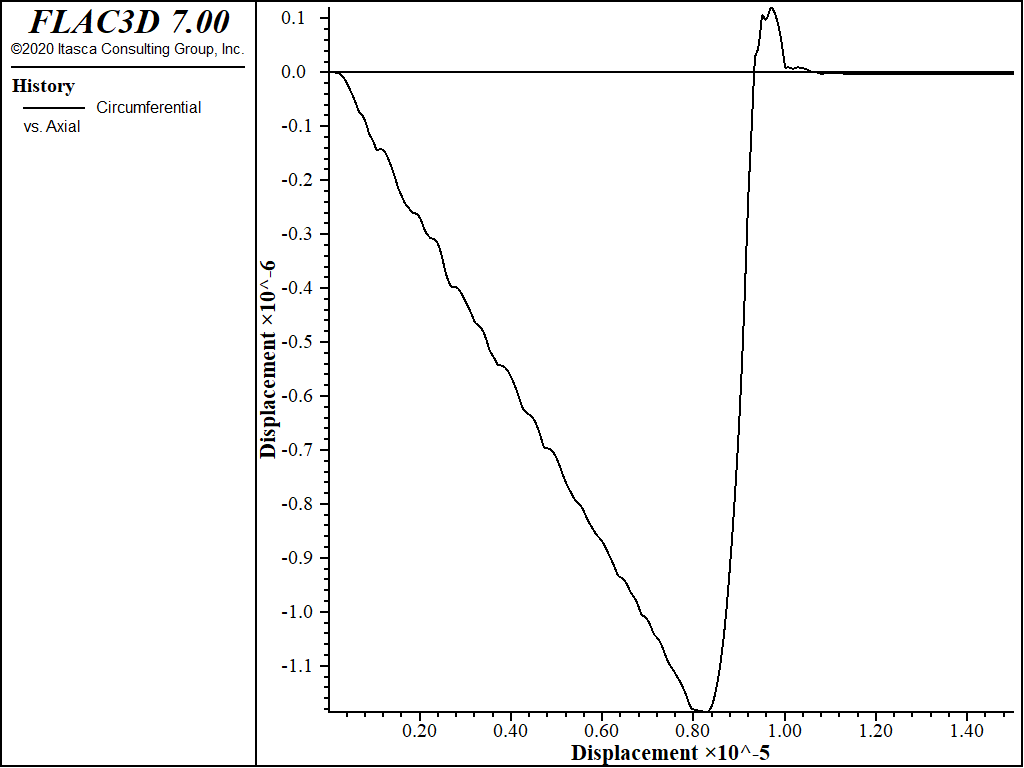 FLAC3D 7.00
©2020 Itasca Consulting Group, Inc.
History
Circumferential
vs. Axial
0.1
0.0
-0.1
-0.2
-0.3
-0.4
-0.5
-0.6
-0.7
-0.8
-0.9
-1.0
-1.1
Displacement ×10^-6
0.20 0.40 0.60 0.80 1.00 1.20 1.40
Displacement ×10^-5